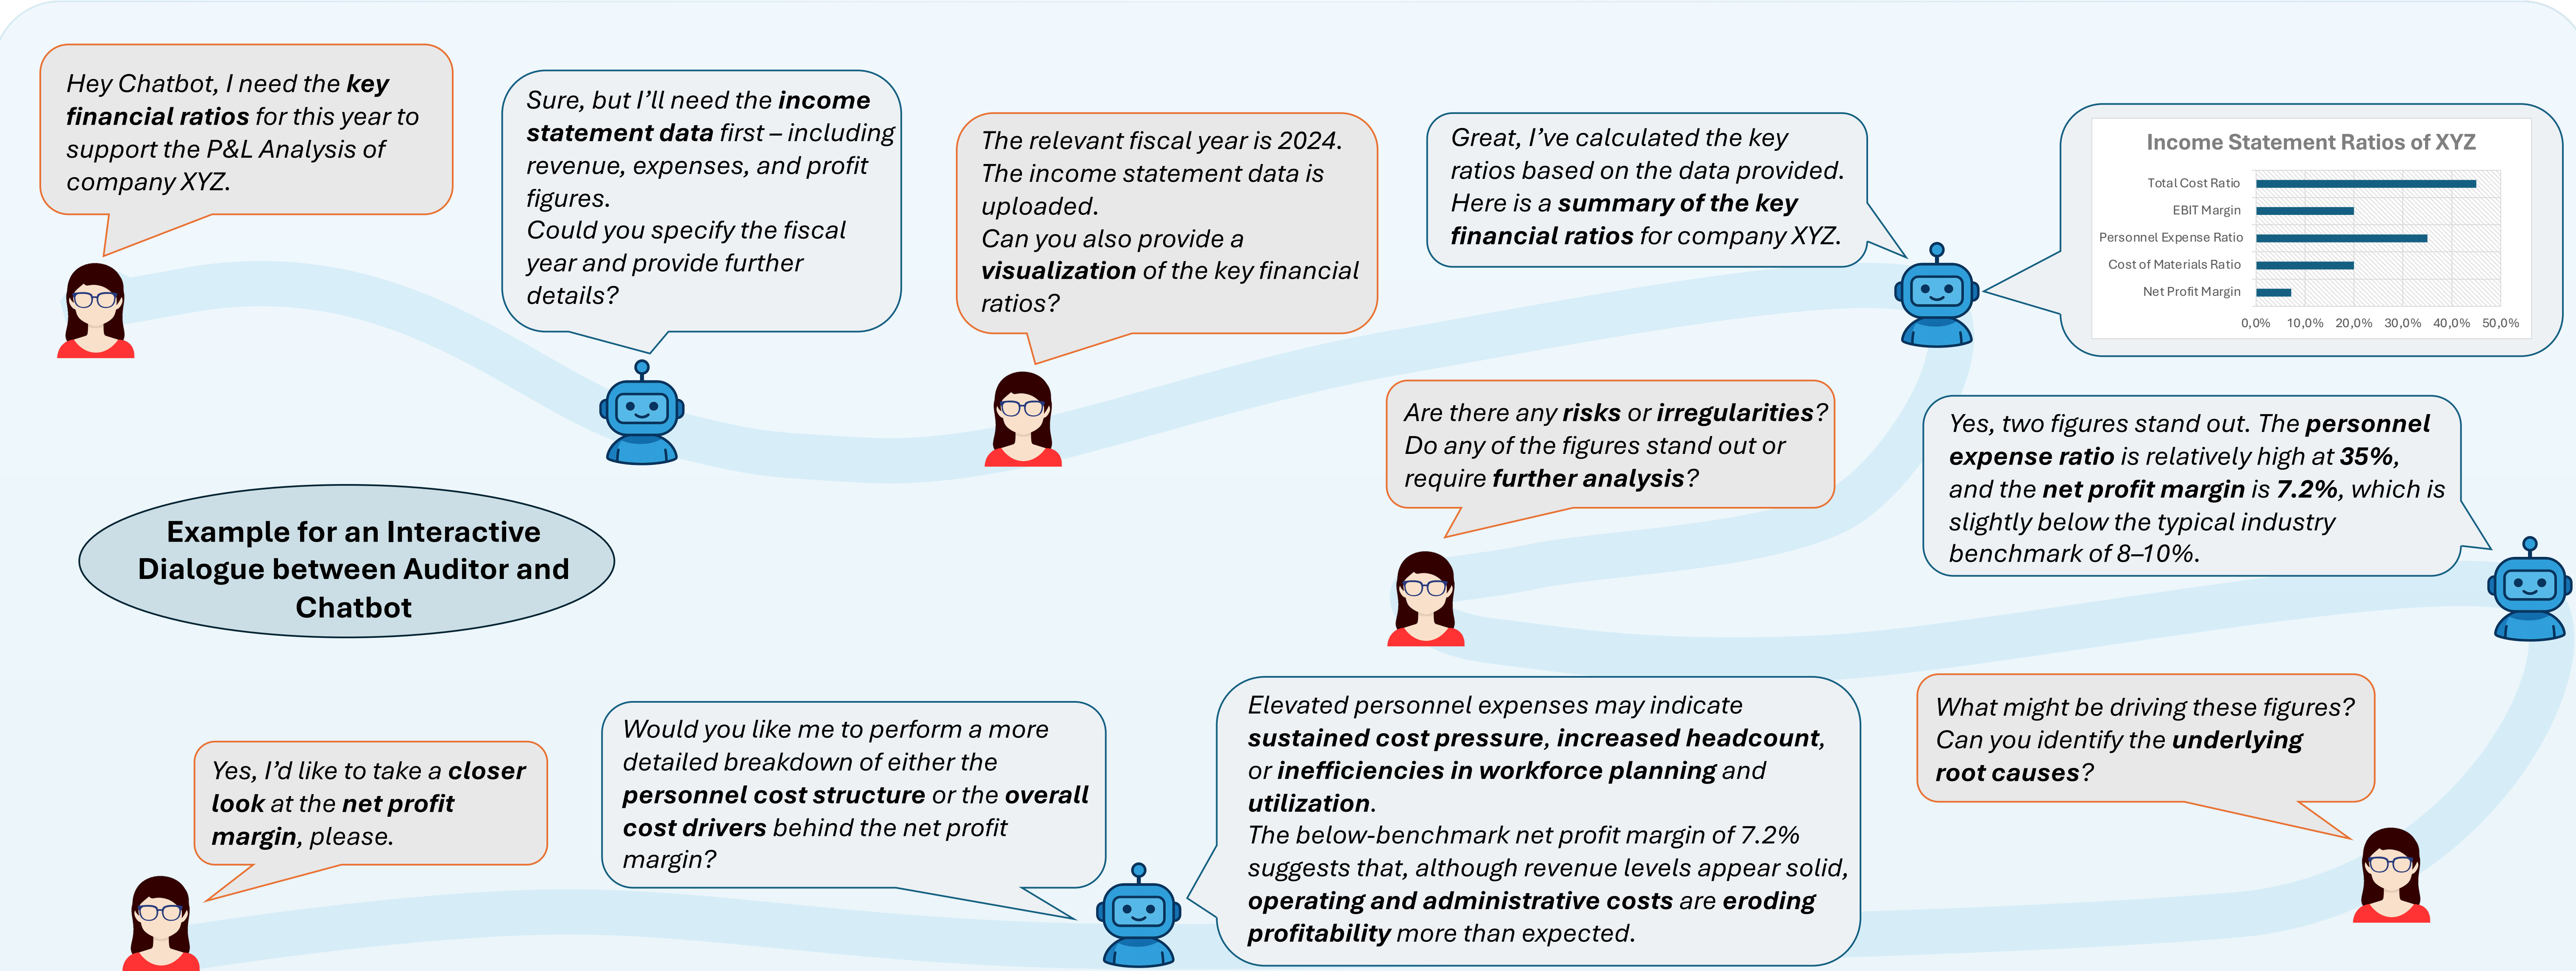 Hey Chatbot, I need the key
financial ratios for this year to
support the P&L Analysis of
company XYZ.
Sure, but I’ll need the income
statement data first – including
revenue, expenses, and profit
figures.
Could you specify the fiscal
year and provide further
details?
The relevant fiscal year is 2024.
The income statement data is
uploaded.
Can you also provide a
visualization of the key financial
ratios?
Great, I’ve calculated the key
ratios based on the data provided.
Here is a summary of the key
financial ratios for company XYZ.
Income Statement Ratios of XYZ
Total Cost Ratio
EBIT Margin
Personnel Expense Ratio
Cost of Materials Ratio
Net Profit Margin
0,0% 10,0% 20,0% 30,0% 40,0% 50,0%
Are there any risks or irregularities?
Do any of the figures stand out or
require further analysis?
Yes, two figures stand out. The personnel
expense ratio is relatively high at 35%,
and the net profit margin is 7.2%, which is
slightly below the typical industry
benchmark of 8–10%.
Example for an Interactive
Dialogue between Auditor and
Chatbot
What might be driving these figures?
Can you identify the underlying
root causes?
Elevated personnel expenses may indicate
sustained cost pressure, increased headcount,
or inefficiencies in workforce planning and
utilization.
The below-benchmark net profit margin of 7.2%
suggests that, although revenue levels appear solid,
operating and administrative costs are eroding
profitability more than expected.
Would you like me to perform a more
detailed breakdown of either the
personnel cost structure or the overall
cost drivers behind the net profit
margin?
Yes, I’d like to take a closer
look at the net profit
margin, please.